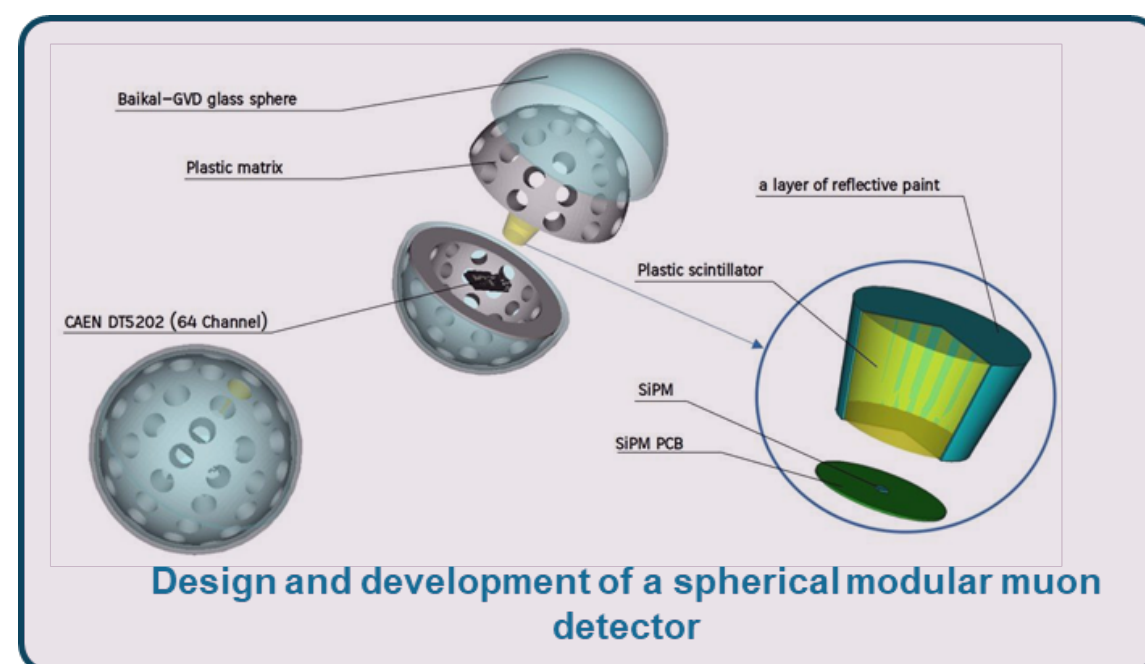 Baikal-GVD glass sphere
Plastic matrix
a layer of reflective paint
Plastic scintillator
CAEN DT5202 (64 Channel)
SiPM
SiPM PCB
Design and development of a spherical modular muon
detector